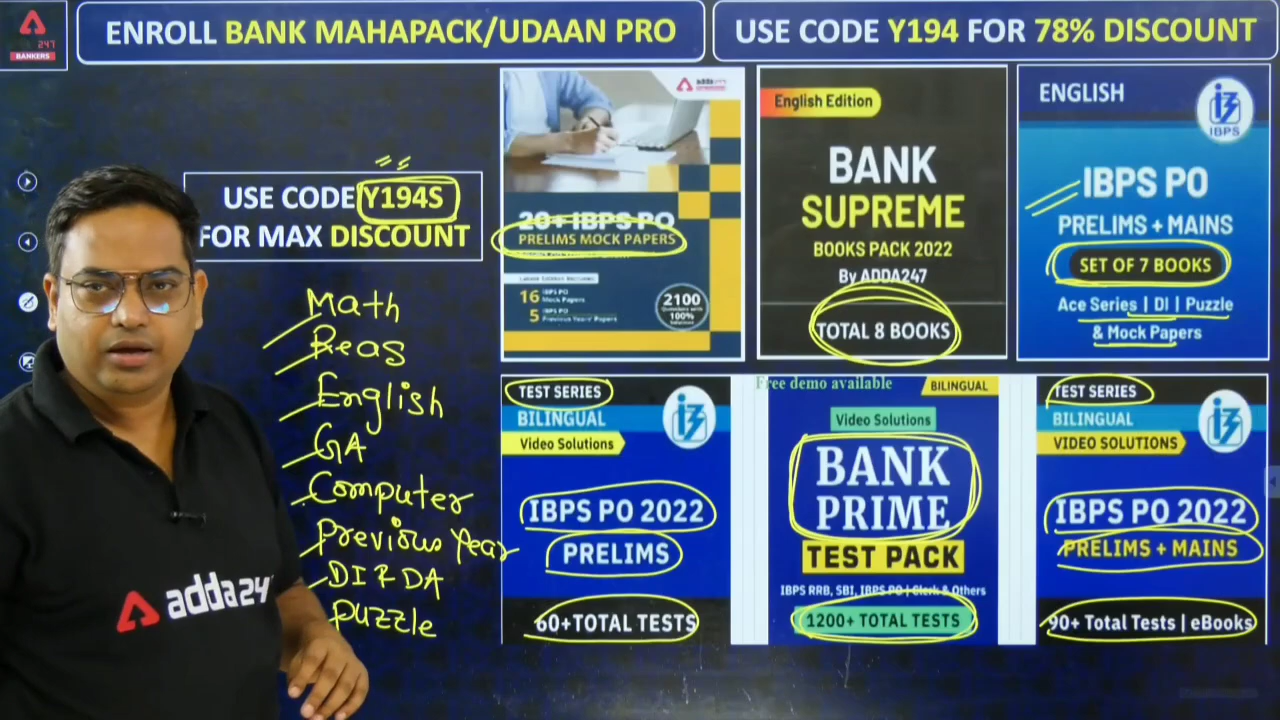 ENROLL BANK MAHAPACK/UDAAN PRO
USE CODE Y194 FOR 78% DISCOUNT
247
BANKERS
USE CODE Y194S
FOR MAX DISCOUNT
Math
Reas
English
GA
Computer
Previous Year
DI & DA
Puzzle
adda247
20+ IBPS PO
PRELIMS MOCK PAPERS
16 IBPS PO
Mock Papers
5 IBPS PO
Previous Years' Papers
2100
Questions with
100%
Solutions
English Edition
BANK
SUPREME
BOOKS PACK 2022
By ADDA247
TOTAL 8 BOOKS
ENGLISH
IBPS
IBPS PO
PRELIMS + MAINS
SET OF 7 BOOKS
Ace Series | DI | Puzzle
& Mock Papers
TEST SERIES
BILINGUAL
Video Solutions
IBPS PO 2022
PRELIMS
60+TOTAL TESTS
Free demo available
BILINGUAL
Video Solutions
BANK
PRIME
TEST PACK
IBPS RRB, SBI, IBPS PO | Clerk & Others
1200+ TOTAL TESTS
TEST SERIES
BILINGUAL
VIDEO SOLUTIONS
IBPS PO 2022
PRELIMS + MAINS
90+ Total Tests | eBooks
adda24